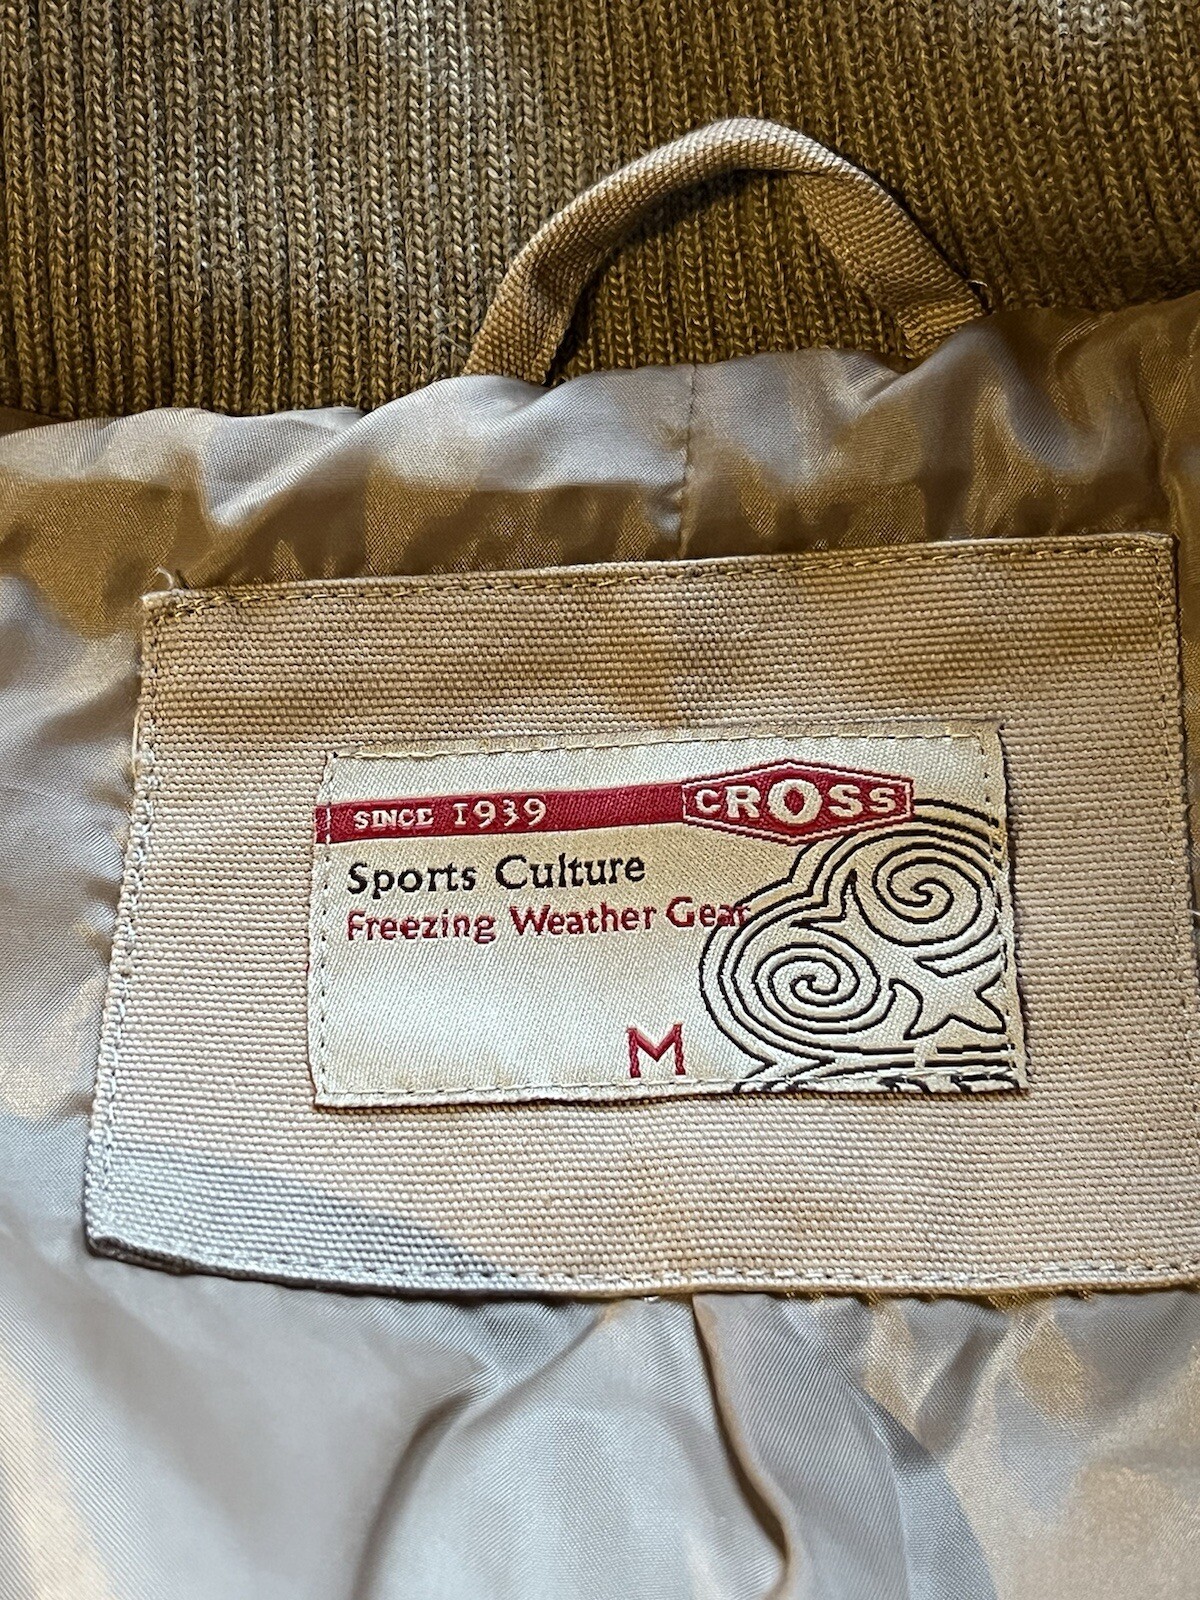 SINCE 1939 CROSS
Sports Culture
Freezing Weather Gear
M